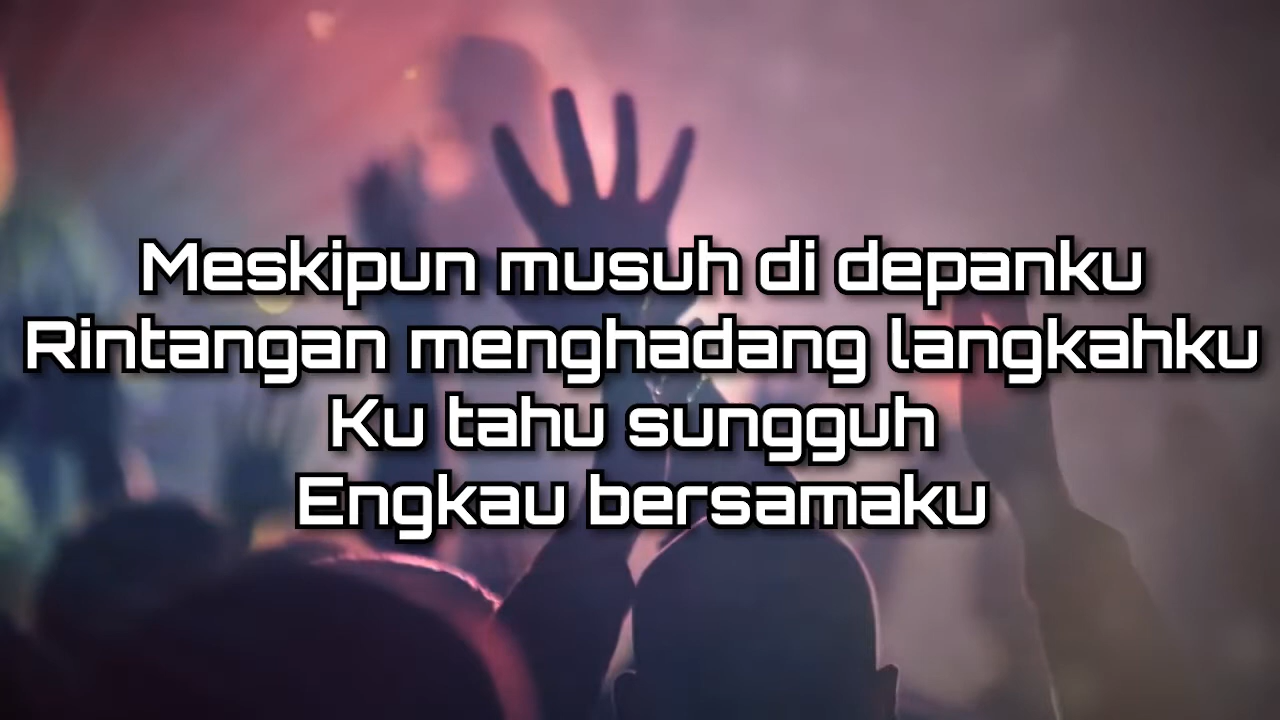 Meskipun musuh di depanku
Rintangan menghadang langkahku
Ku tahu sungguh
Engkau bersamaku